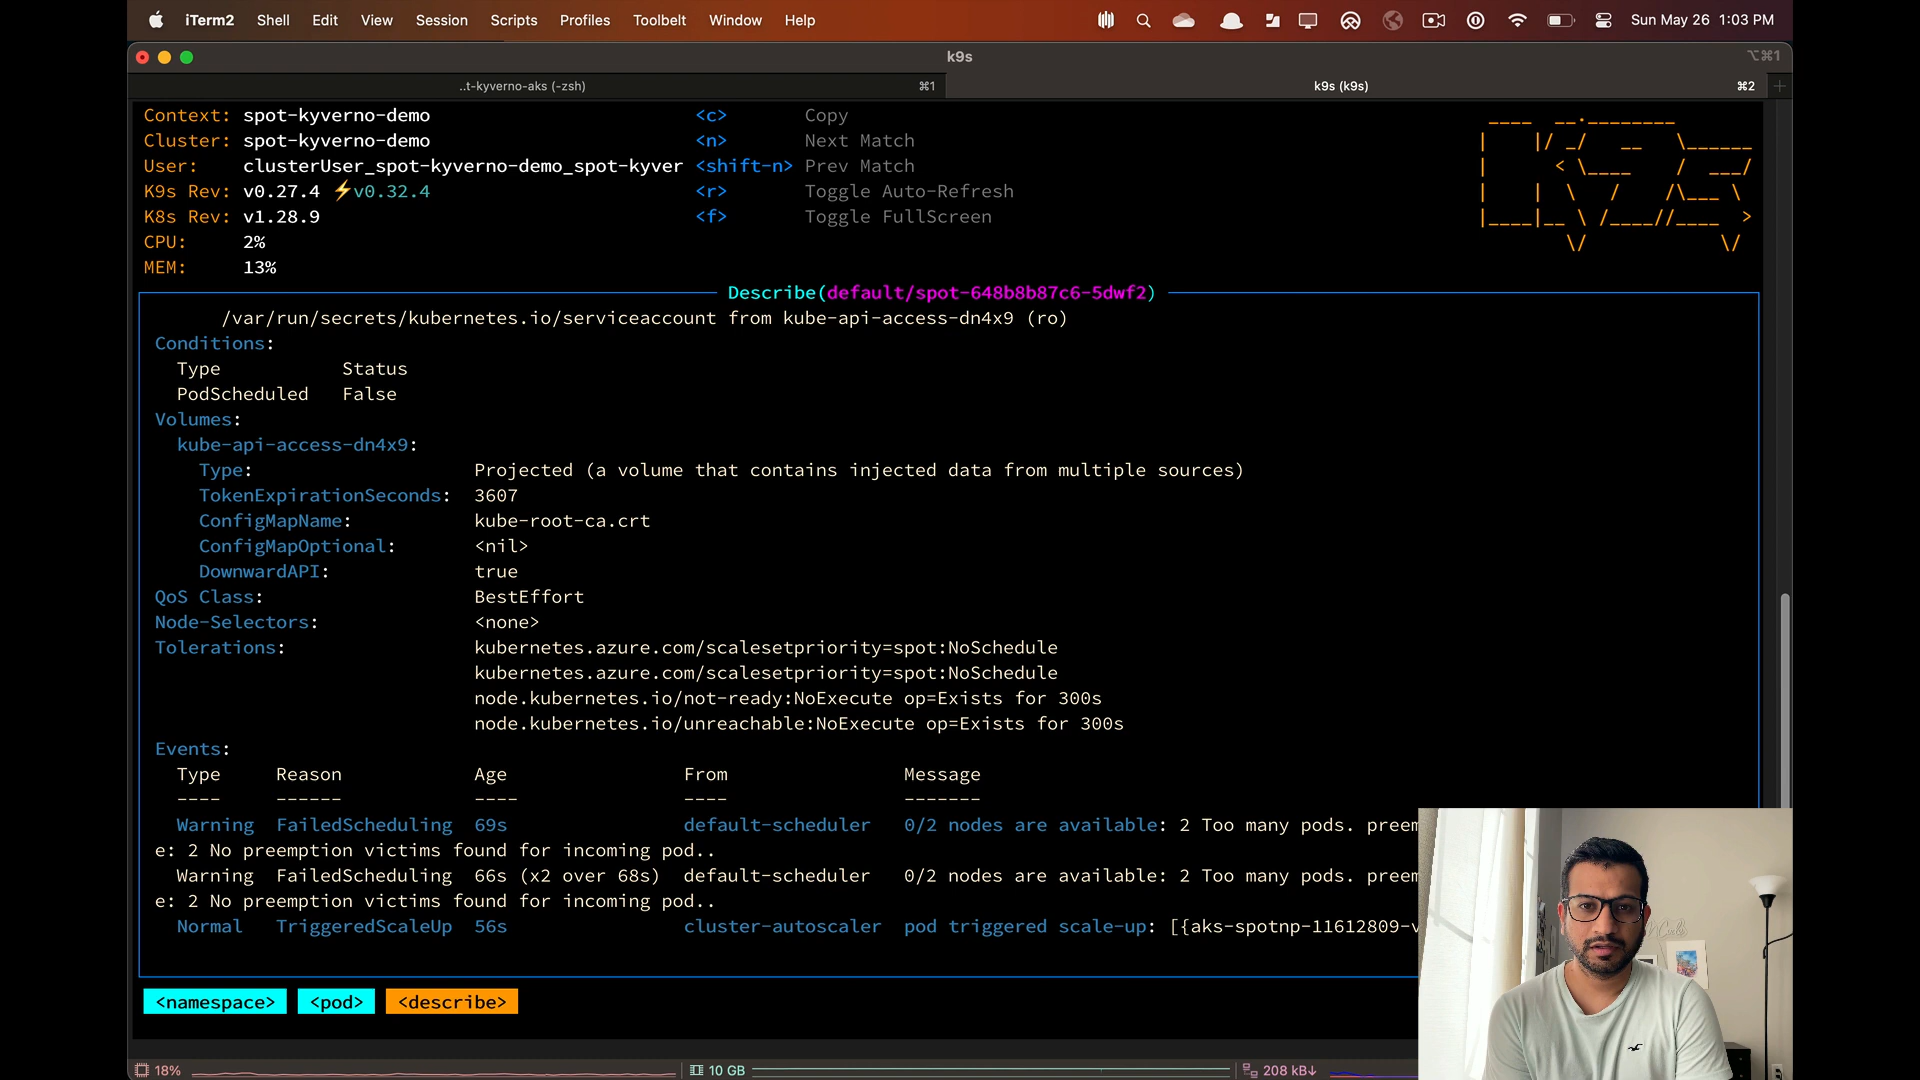 iTerm2 Shell Edit View Session Scripts Profiles Toolbelt Window Help Sun May 26 1:03 PM
k9s ⌥⌘1
..t-kyverno-aks (-zsh) ⌘1 k9s (k9s) ⌘2
Context: spot-kyverno-demo <c> Copy
Cluster: spot-kyverno-demo <n> Next Match
User: clusterUser_spot-kyverno-demo_spot-kyver <shift-n> Prev Match
K9s Rev: v0.27.4 ⚡v0.32.4 <r> Toggle Auto-Refresh
K8s Rev: v1.28.9 <f> Toggle FullScreen
CPU: 2%
MEM: 13%
Describe(default/spot-648b8b87c6-5dwf2)
/var/run/secrets/kubernetes.io/serviceaccount from kube-api-access-dn4x9 (ro)
Conditions:
Type Status
PodScheduled False
Volumes:
kube-api-access-dn4x9:
Type: Projected (a volume that contains injected data from multiple sources)
TokenExpirationSeconds: 3607
ConfigMapName: kube-root-ca.crt
ConfigMapOptional: <nil>
DownwardAPI: true
QoS Class: BestEffort
Node-Selectors: <none>
Tolerations: kubernetes.azure.com/scalesetpriority=spot:NoSchedule
kubernetes.azure.com/scalesetpriority=spot:NoSchedule
node.kubernetes.io/not-ready:NoExecute op=Exists for 300s
node.kubernetes.io/unreachable:NoExecute op=Exists for 300s
Events:
Type Reason Age From Message
---- ------ ---- ---- -------
Warning FailedScheduling 69s default-scheduler 0/2 nodes are available: 2 Too many pods. preem
e: 2 No preemption victims found for incoming pod..
Warning FailedScheduling 66s (x2 over 68s) default-scheduler 0/2 nodes are available: 2 Too many pods. preem
e: 2 No preemption victims found for incoming pod..
Normal TriggeredScaleUp 56s cluster-autoscaler pod triggered scale-up: [{aks-spotnp-11612809-v
<namespace> <pod> <describe>
18% 10 GB 208 kB↓